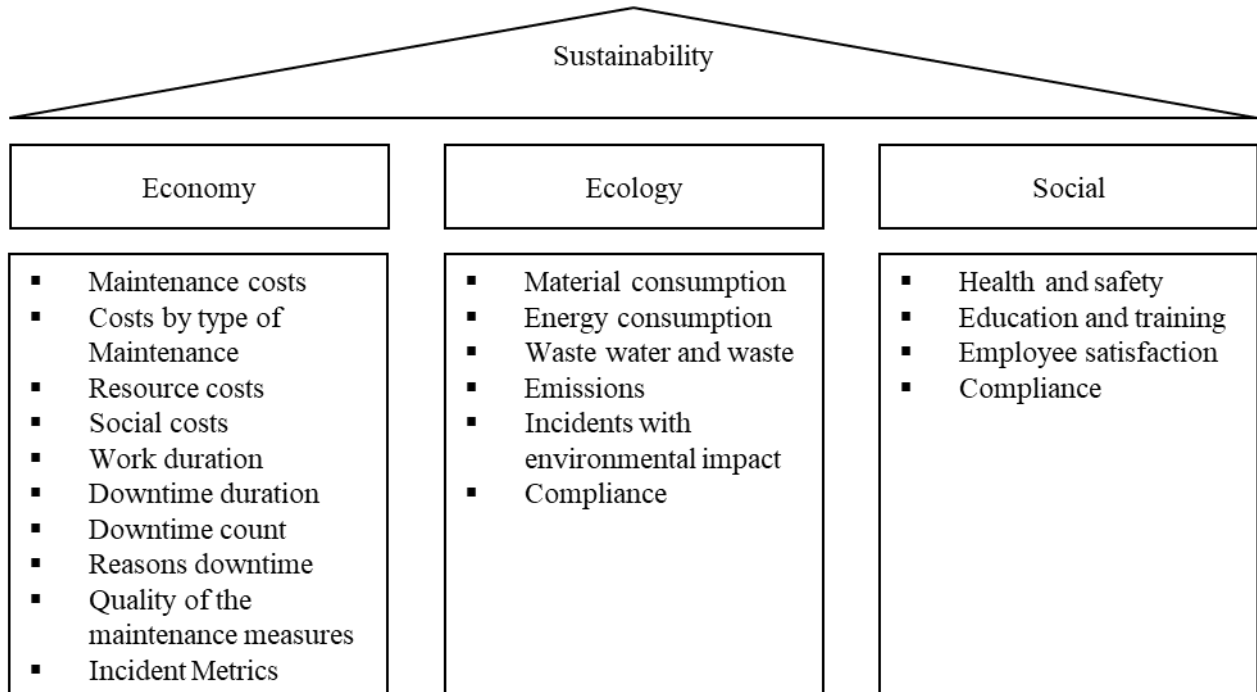 Sustainability
Economy
Maintenance costs
Costs by type of
Maintenance
Resource costs
Social costs
Work duration
Downtime duration
Downtime count
Reasons downtime
Quality of the
maintenance measures
Incident Metrics
Ecology
Material consumption
Energy consumption
Waste water and waste
Emissions
Incidents with
environmental impact
Compliance
Social
Health and safety
Education and training
Employee satisfaction
Compliance